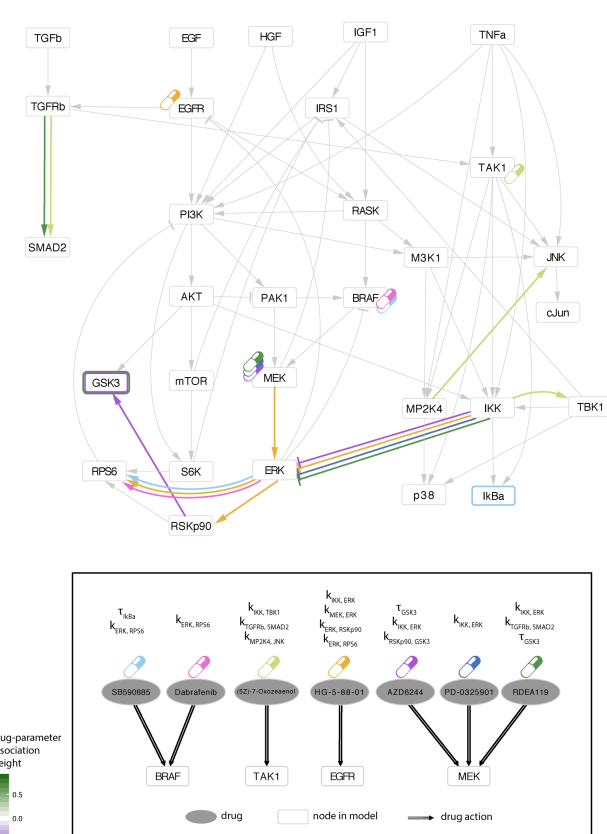 TGFb EGF HGF IGF1 TNFa
TGFRb EGFR IRS1
TAK1
PI3K RASK
SMAD2 M3K1 JNK
AKT PAK1 BRAF
cJun
GSK3 mTOR MEK
MP2K4 IKK TBK1
RPS6 S6K ERK
p38 IkBa
RSKp90
τIkBa
kERK, RPS6
kERK, RPS6
kIKK, TBK1
kTGFRb, SMAD2
kMP2K4, JNK
kIKK, ERK
kMEK, ERK
kERK, RSKp90
kERK, RPS6
τGSK3
kIKK, ERK
kRSKp90, GSK3
kIKK, ERK
kIKK, ERK
kTGFRb, SMAD2
τGSK3
SB590885 Dabrafenib (5Z)-7-Oxozeaenol HG-5-88-01 AZD6244 PD-0325901 RDEA119
BRAF TAK1 EGFR MEK
drug node in model drug action
ug-parameter
sociation
eight
0.5
0.0